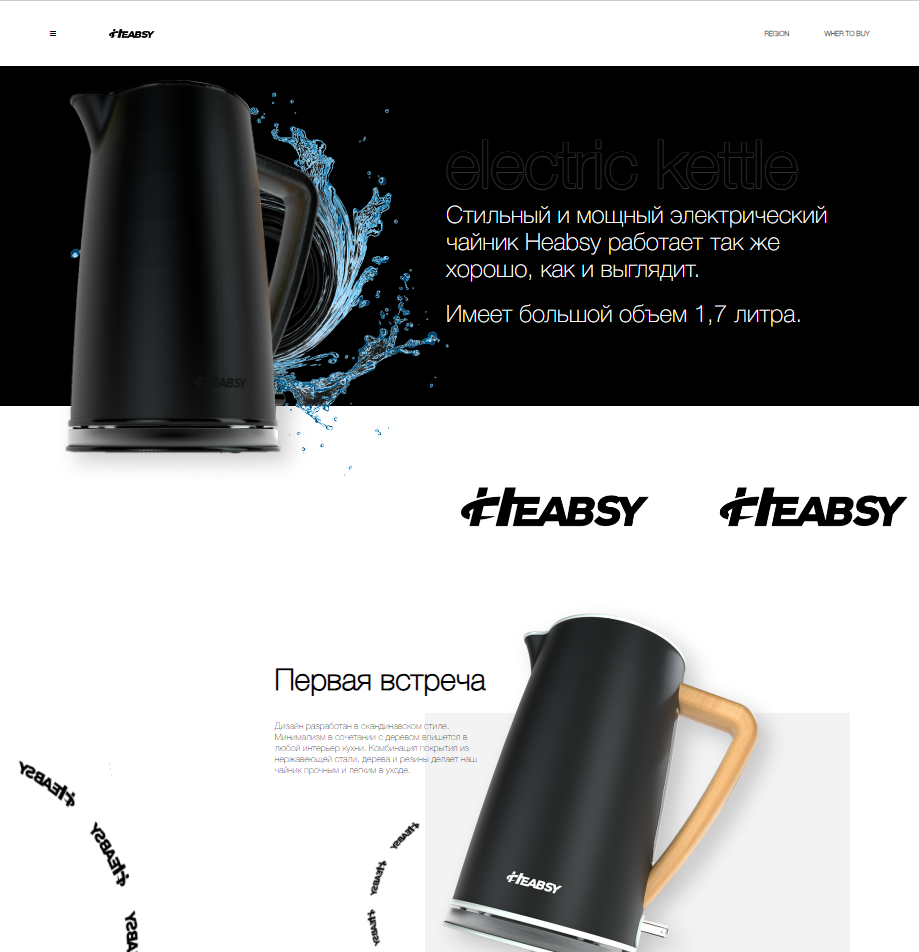 HEABSY
REGION
WHER TO BUY
electric kettle
Стильный и мощный электрический
чайник Heabsy работает так же
хорошо, как и выглядит.
Имеет большой объем 1,7 литра.
HEABSY
HEABSY
HEABSY
Первая встреча
Дизайн разработан в скандинавском стиле.
Минимализм в сочетании с деревом впишется в
любой интерьер кухни. Комбинация покрытия из
нержавеющей стали, дерева и резины делает наш
чайник прочным и легким в уходе.
HEABSY
HEABSY
HEABSY
HEABSY
HEABSY
HEABSY
HEABSY